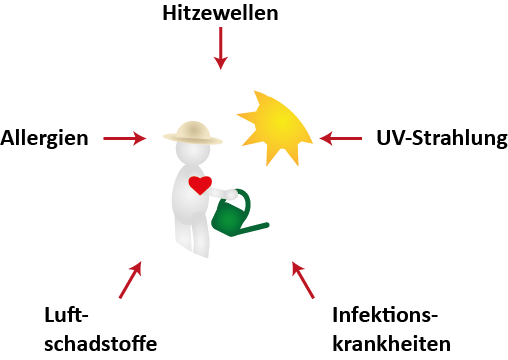 Hitzewellen
Allergien
UV-Strahlung
Luft-
schadstoffe
Infektions-
krankheiten